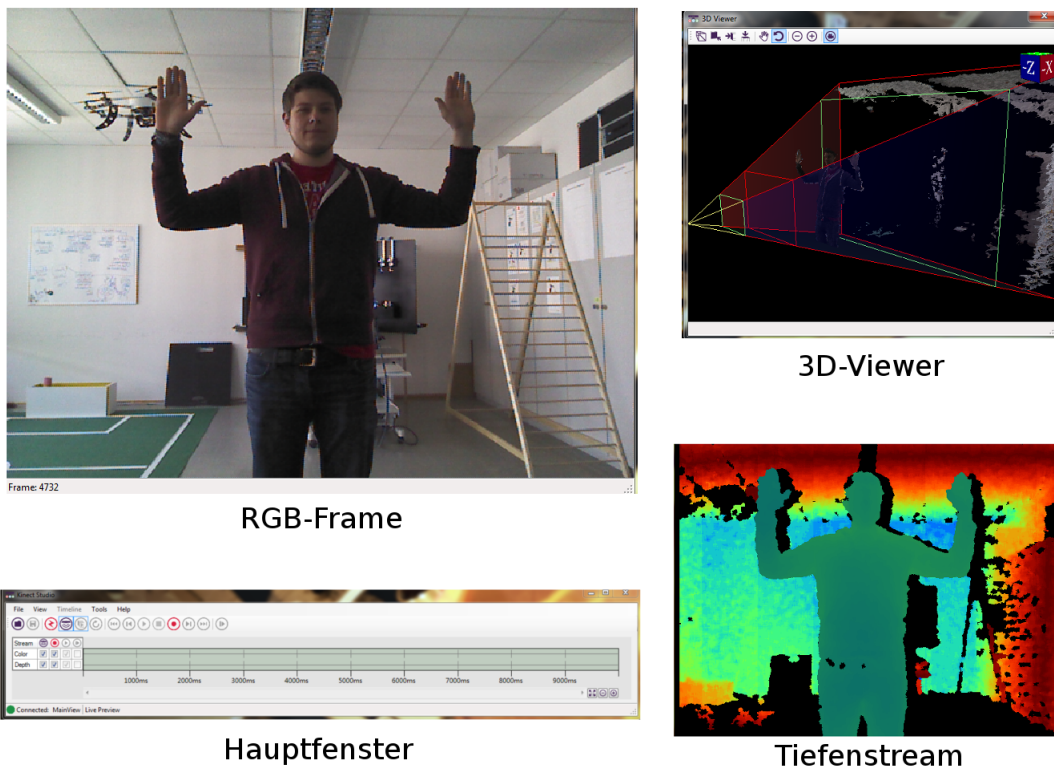 3D Viewer
-Z
-X
3D-Viewer
Frame: 4732
RGB-Frame
Kinect Studio
File View Timeline Tools Help
Stream
Color
Depth
1000ms 2000ms 3000ms 4000ms 5000ms 6000ms 7000ms 8000ms 9000ms
Connected: MainView Live Preview
Hauptfenster
Tiefenstream